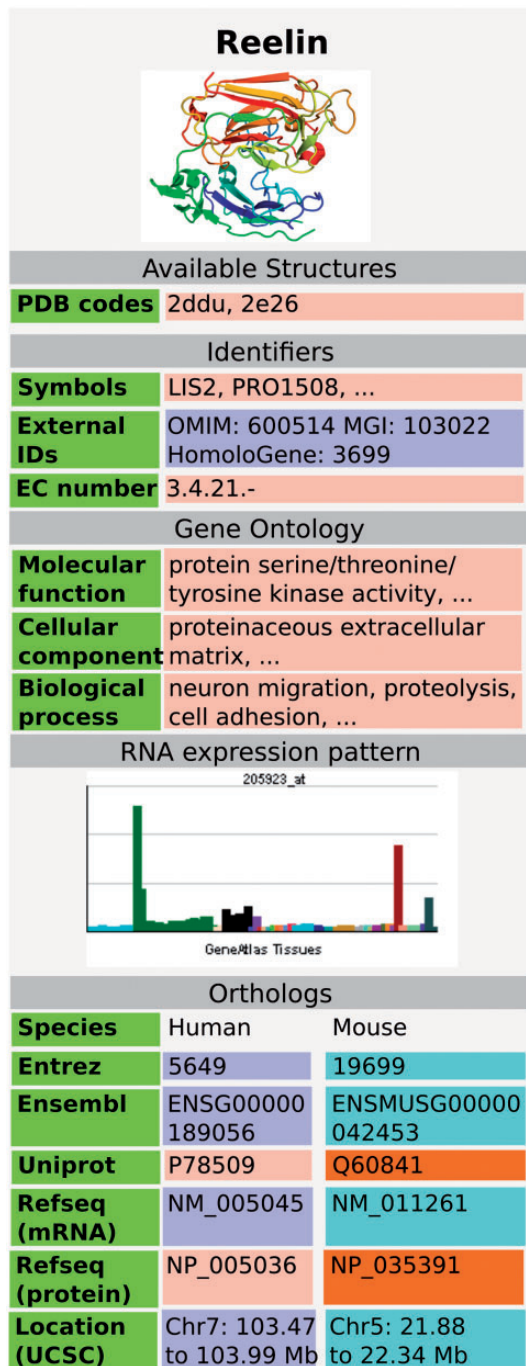 Reelin
Available Structures
PDB codes 2ddu, 2e26
Identifiers
Symbols LIS2, PRO1508, ...
External OMIM: 600514 MGI: 103022
IDs HomoloGene: 3699
EC number 3.4.21.-
Gene Ontology
Molecular protein serine/threonine/
function tyrosine kinase activity, ...
Cellular proteinaceous extracellular
component matrix, ...
Biological neuron migration, proteolysis,
process cell adhesion, ...
RNA expression pattern
205923_at
GeneAtlas Tissues
Orthologs
Species Human Mouse
Entrez 5649 19699
Ensembl ENSG00000 ENSMUSG00000
189056 042453
Uniprot P78509 Q60841
Refseq NM_005045 NM_011261
(mRNA)
Refseq NP_005036 NP_035391
(protein)
Location Chr7: 103.47 Chr5: 21.88
(UCSC) to 103.99 Mb to 22.34 Mb